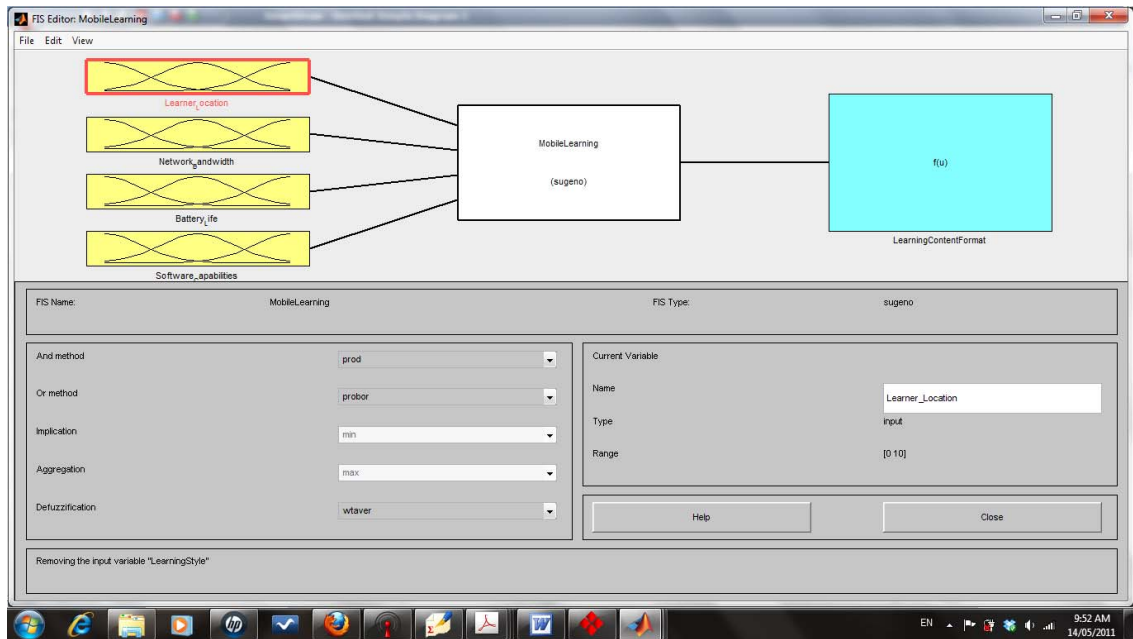 FIS Editor: MobileLearning
File Edit View
Learner_Location
Network_Bandwidth
Battery_Life
Software_Capabilities
MobileLearning
(sugeno)
f(u)
LearningContentFormat
FIS Name: MobileLearning FIS Type: sugeno
And method prod
Or method probor
Implication min
Aggregation max
Defuzzification wtaver
Current Variable
Name Learner_Location
Type input
Range [0 10]
Help Close
Removing the input variable "LearningStyle"
EN 9:52 AM
14/05/2011